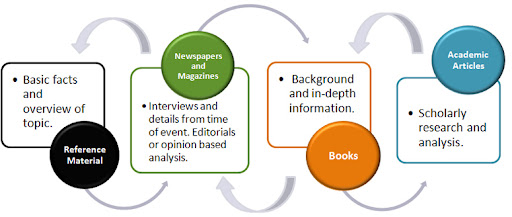 • Basic facts
and
overview of
topic.
Reference
Material
Newspapers
and
Magazines
• Interviews and
details from time
of event. Editorials
or opinion based
analysis.
• Background
and in-depth
information.
Books
Academic
Articles
• Scholarly
research and
analysis.